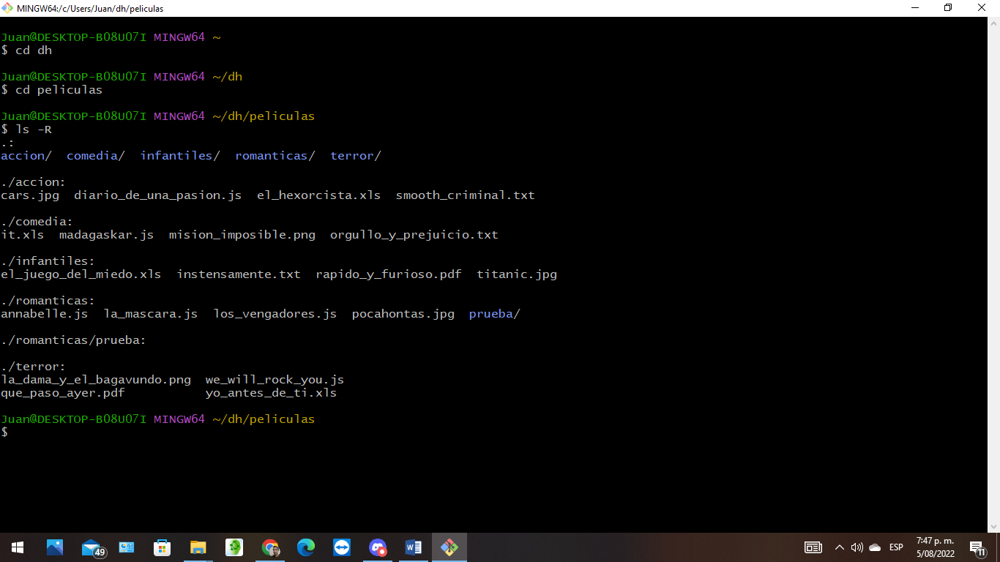 MINGW64:/c/Users/Juan/dh/peliculas
Juan@DESKTOP-B08U07I MINGW64 ~
$ cd dh
Juan@DESKTOP-B08U07I MINGW64 ~/dh
$ cd peliculas
Juan@DESKTOP-B08U07I MINGW64 ~/dh/peliculas
$ ls -R
.:
accion/  comedia/  infantiles/  romanticas/  terror/
./accion:
cars.jpg  diario_de_una_pasion.js  el_hexorcista.xls  smooth_criminal.txt
./comedia:
it.xls  madagaskar.js  mision_imposible.png  orgullo_y_prejuicio.txt
./infantiles:
el_juego_del_miedo.xls  instensamente.txt  rapido_y_furioso.pdf  titanic.jpg
./romanticas:
annabelle.js  la_mascara.js  los_vengadores.js  pocahontas.jpg  prueba/
./romanticas/prueba:
./terror:
la_dama_y_el_bagavundo.png  we_will_rock_you.js
que_paso_ayer.pdf           yo_antes_de_ti.xls
Juan@DESKTOP-B08U07I MINGW64 ~/dh/peliculas
$
49
ESP
7:47 p. m.
5/08/2022
11